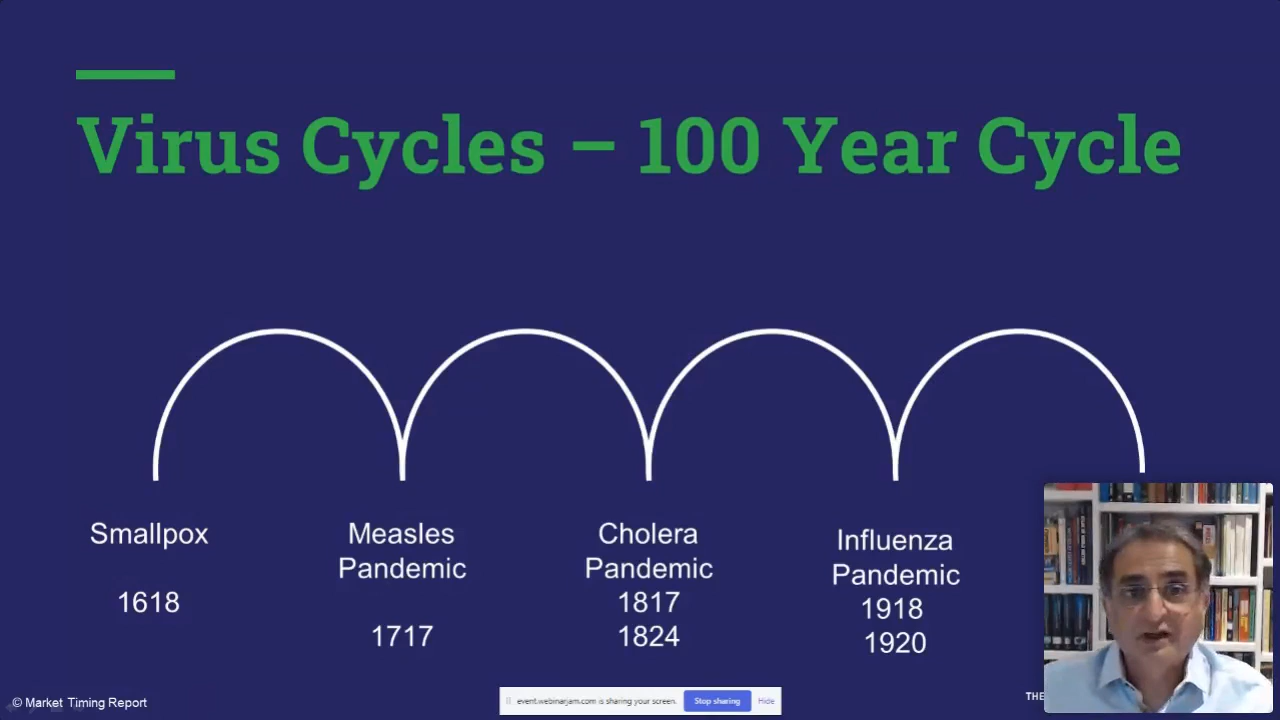 Virus Cycles – 100 Year Cycle
Smallpox
1618
Measles
Pandemic
1717
Cholera
Pandemic
1817
1824
Influenza
Pandemic
1918
1920
© Market Timing Report
event.webinarjam.com is sharing your screen.
Stop sharing
Hide
THE